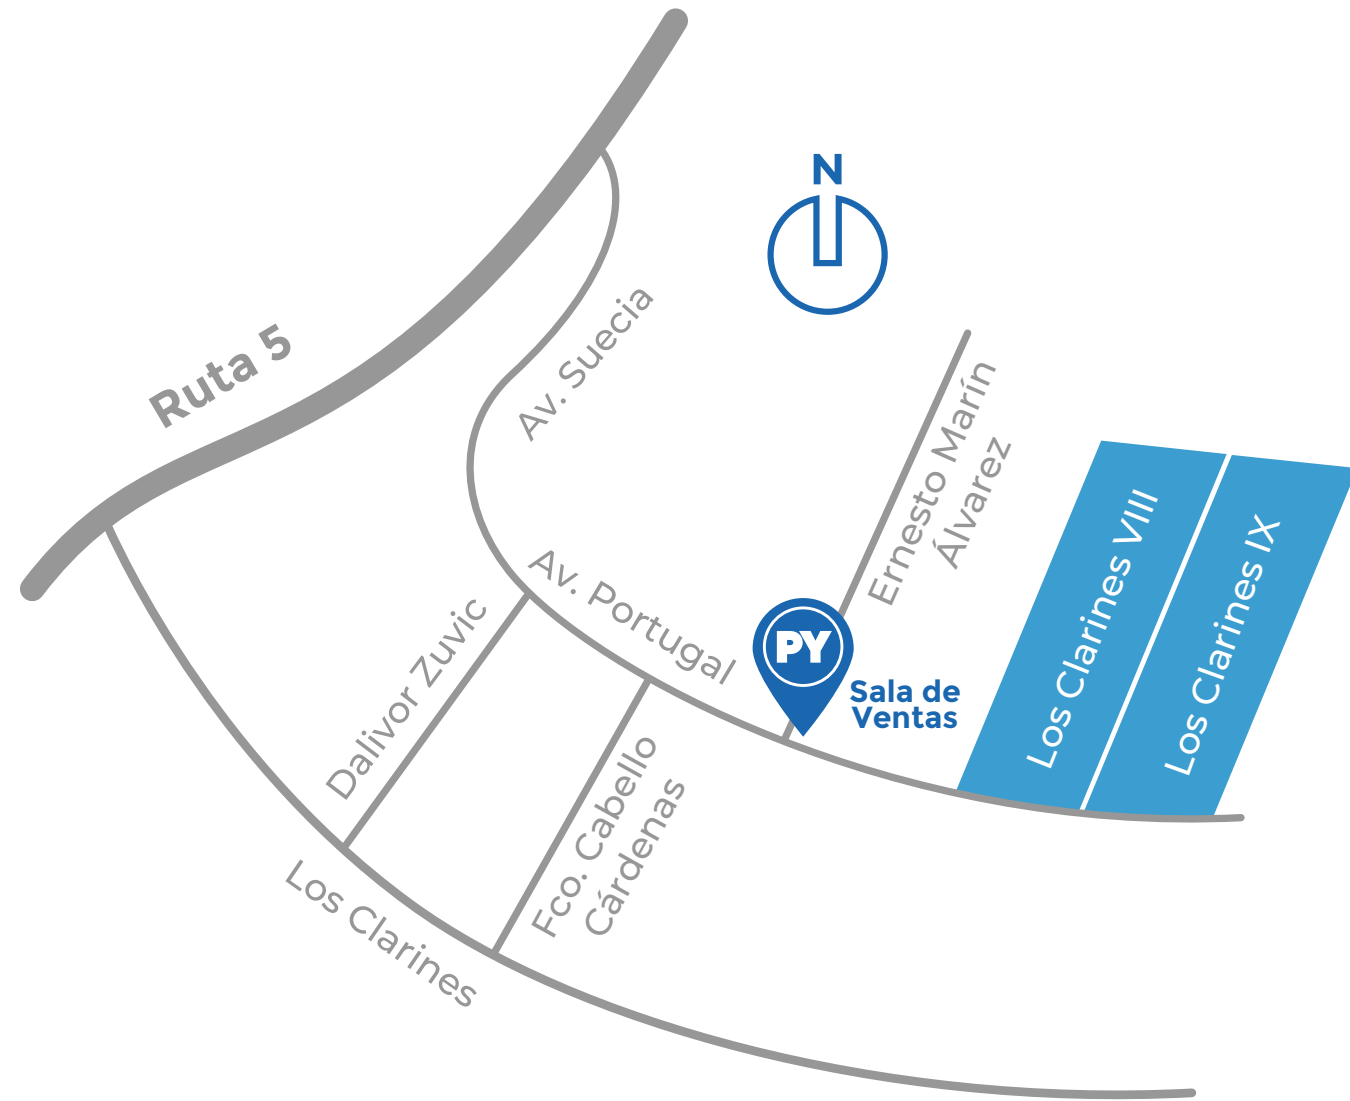 N
Ruta 5
Av. Suecia
Ernesto Marín
Álvarez
Los Clarines VIII
Los Clarines IX
Av. Portugal
Dalivor Zuvic
PY
Sala de
Ventas
Fco. Cabello
Cárdenas
Los Clarines